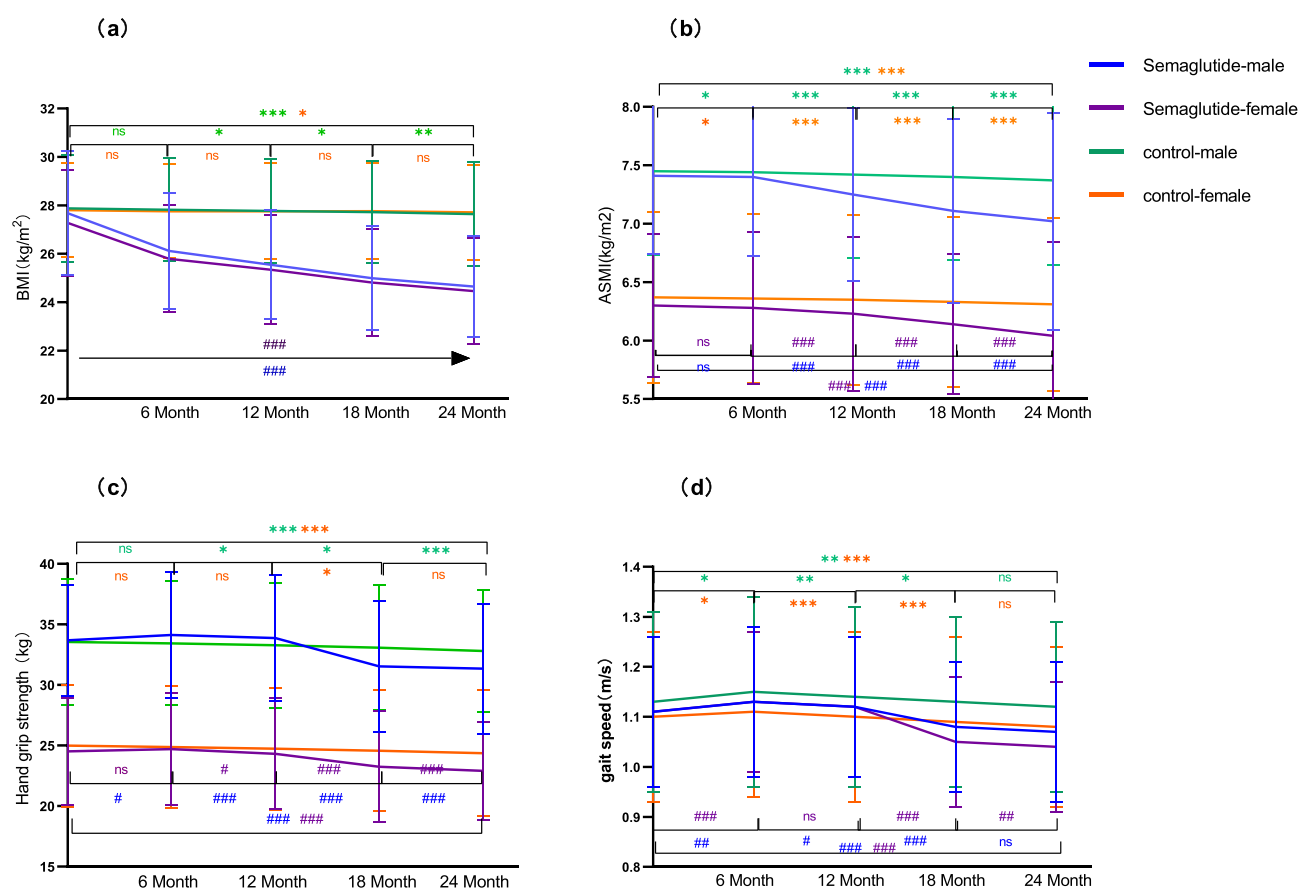 (a)
*** *
ns * * **
ns ns ns ns
32
30
28
26
24
22
20
BMI(kg/m²)
###
###
6 Month 12 Month 18 Month 24 Month
(b)
*** ***
* *** *** ***
* *** *** ***
8.0
7.5
7.0
6.5
6.0
5.5
ASMI(kg/m2)
ns ### ### ###
ns ### ### ###
### ###
6 Month 12 Month 18 Month 24 Month
Semaglutide-male
Semaglutide-female
control-male
control-female
(c)
*** ***
ns * * ***
ns ns * ns
40
35
30
25
20
15
Hand grip strength (kg)
ns # ### ###
# ### ### ###
### ###
6 Month 12 Month 18 Month 24 Month
(d)
** ***
* ** * ns
* *** *** ns
1.4
1.3
1.2
1.1
1.0
0.9
0.8
gait speed(m/s)
### ns ### ##
## # ### ns
### ###
6 Month 12 Month 18 Month 24 Month